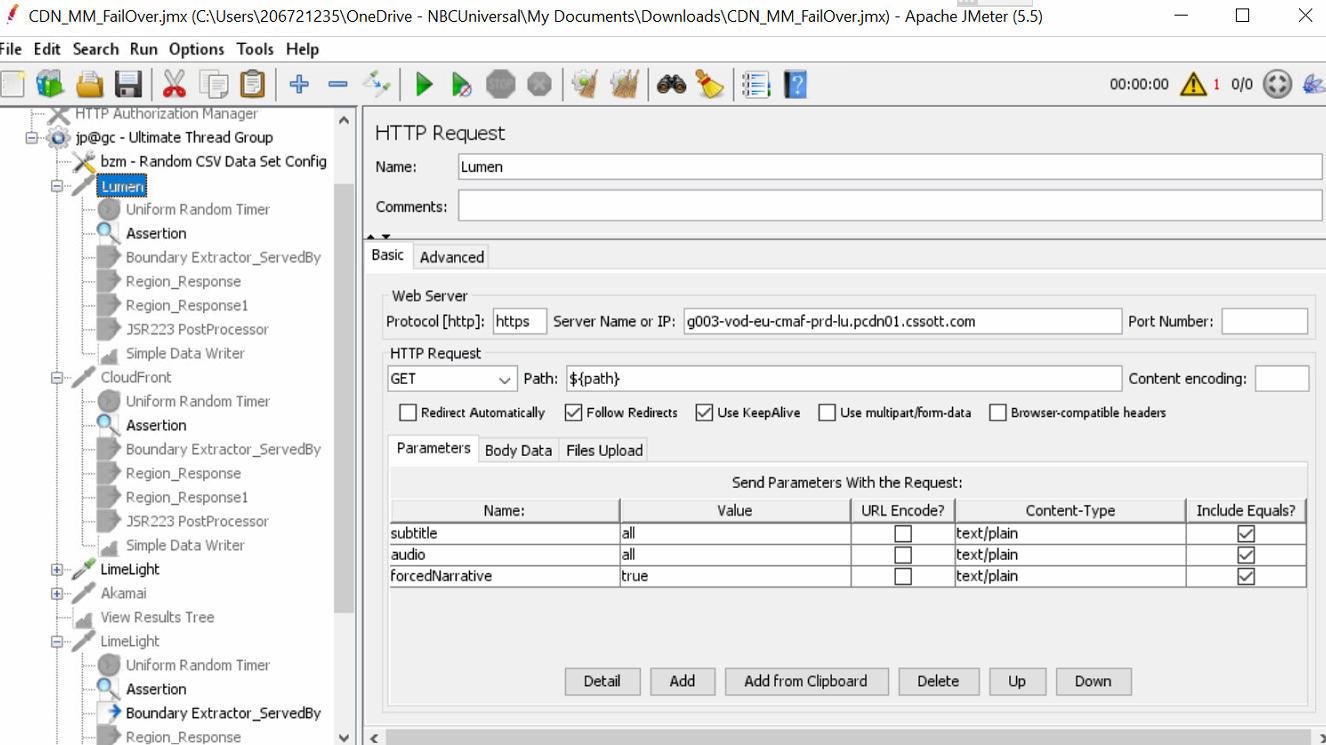 CDN_MM_FailOver.jmx (C:\Users\206721235\OneDrive - NBCUniversal\My Documents\Downloads\CDN_MM_FailOver.jmx) - Apache JMeter (5.5)
File Edit Search Run Options Tools Help
STOP 00:00:00 1 0/0
HTTP Authorization Manager
jp@gc - Ultimate Thread Group
bzm - Random CSV Data Set Config
Lumen
Uniform Random Timer
Assertion
Boundary Extractor_ServedBy
Region_Response
Region_Response1
JSR223 PostProcessor
Simple Data Writer
CloudFront
Uniform Random Timer
Assertion
Boundary Extractor_ServedBy
Region_Response
Region_Response1
JSR223 PostProcessor
Simple Data Writer
LimeLight
Akamai
View Results Tree
LimeLight
Uniform Random Timer
Assertion
Boundary Extractor_ServedBy
Region_Response
HTTP Request
Name: Lumen
Comments:
Basic Advanced
Web Server
Protocol [http]: https Server Name or IP: g003-vod-eu-cmaf-prd-lu.pcdn01.cssott.com Port Number:
HTTP Request
GET Path: ${path} Content encoding:
Redirect Automatically Follow Redirects Use KeepAlive Use multipart/form-data Browser-compatible headers
Parameters Body Data Files Upload
Send Parameters With the Request:
Name: Value URL Encode? Content-Type Include Equals?
subtitle all text/plain
audio all text/plain
forcedNarrative true text/plain
Detail Add Add from Clipboard Delete Up Down